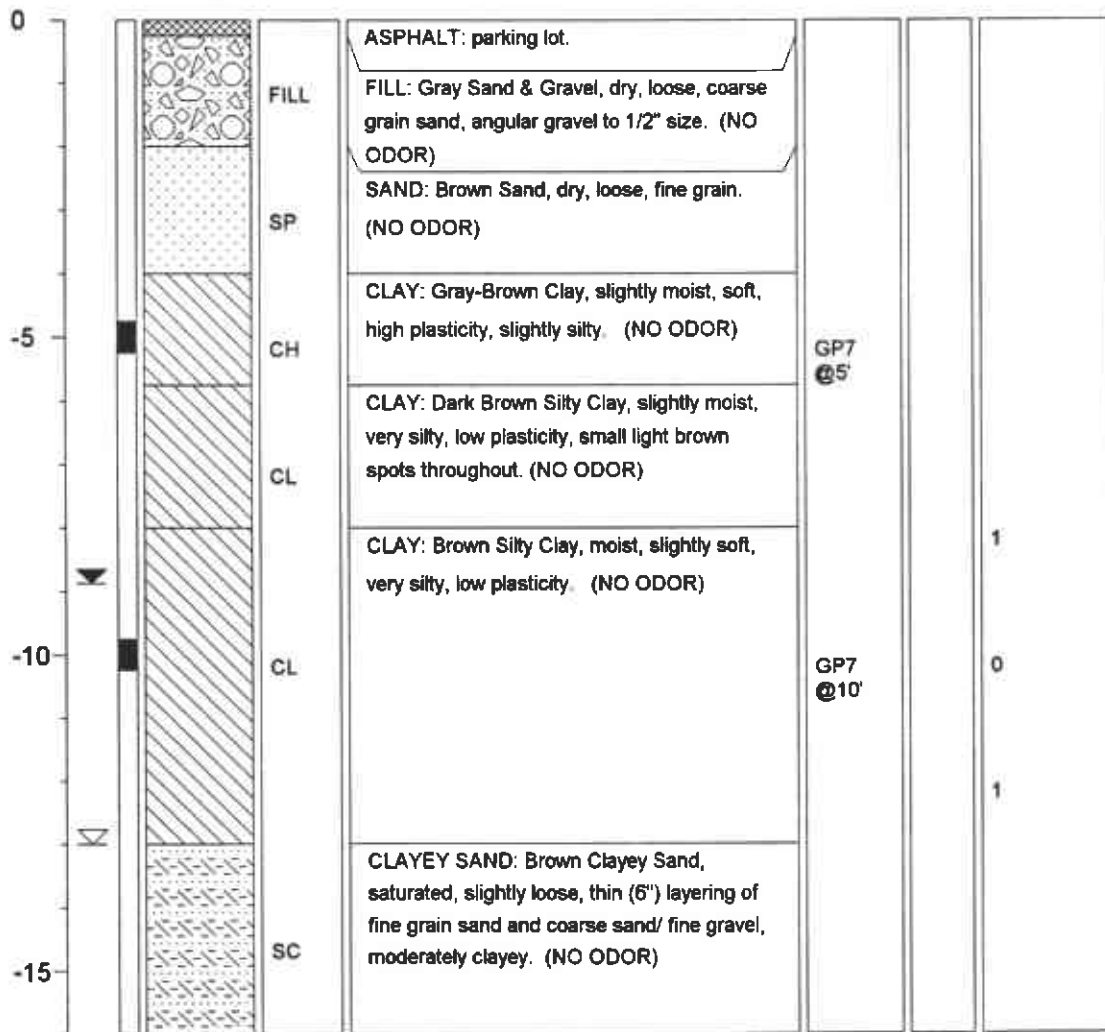 0
ASPHALT: parking lot.
FILL
FILL: Gray Sand & Gravel, dry, loose, coarse
grain sand, angular gravel to 1/2" size. (NO
ODOR)
SAND: Brown Sand, dry, loose, fine grain.
(NO ODOR)
SP
CLAY: Gray-Brown Clay, slightly moist, soft,
high plasticity, slightly silty. (NO ODOR)
-5
CH
GP7
@5'
CLAY: Dark Brown Silty Clay, slightly moist,
very silty, low plasticity, small light brown
spots throughout. (NO ODOR)
CL
CLAY: Brown Silty Clay, moist, slightly soft,
very silty, low plasticity. (NO ODOR)
1
-10
CL
GP7
@10'
0
1
CLAYEY SAND: Brown Clayey Sand,
saturated, slightly loose, thin (6") layering of
fine grain sand and coarse sand/ fine gravel,
moderately clayey. (NO ODOR)
SC
-15